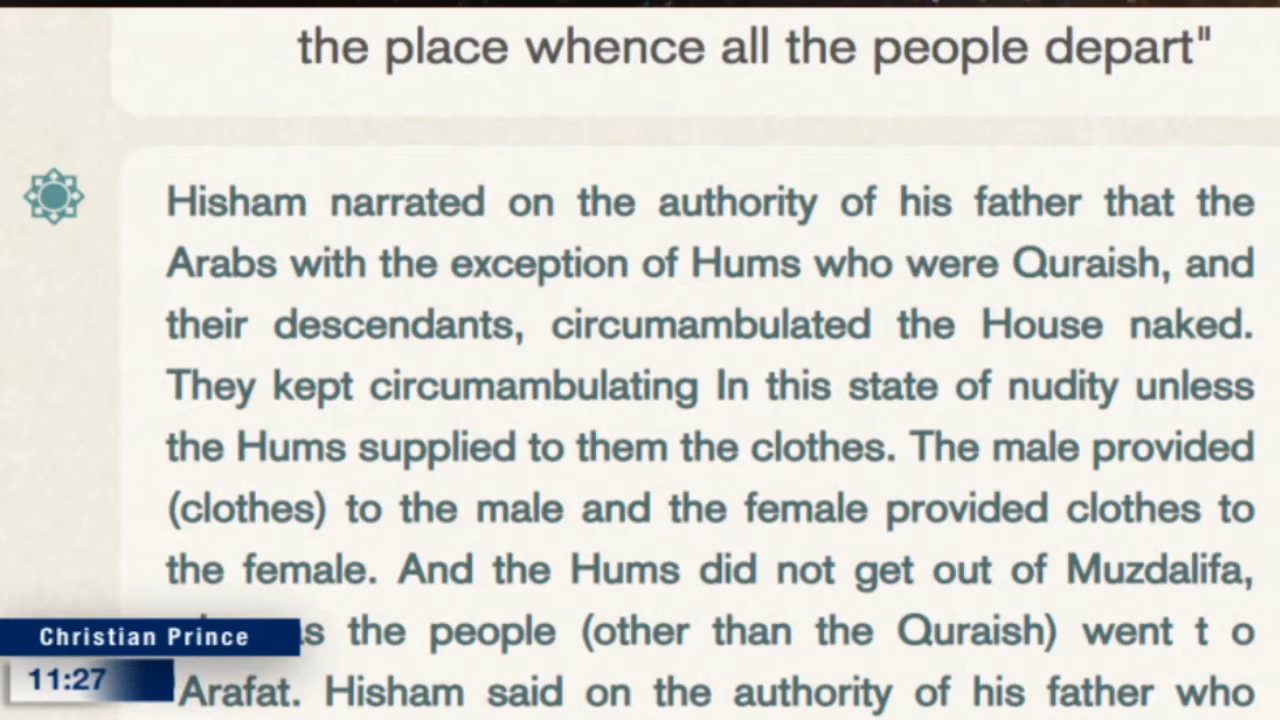 the place whence all the people depart"
Hisham narrated on the authority of his father that the
Arabs with the exception of Hums who were Quraish, and
their descendants, circumambulated the House naked.
They kept circumambulating In this state of nudity unless
the Hums supplied to them the clothes. The male provided
(clothes) to the male and the female provided clothes to
the female. And the Hums did not get out of Muzdalifa,
the people (other than the Quraish) went t o
'Arafat. Hisham said on the authority of his father who
Christian Prince
11:27